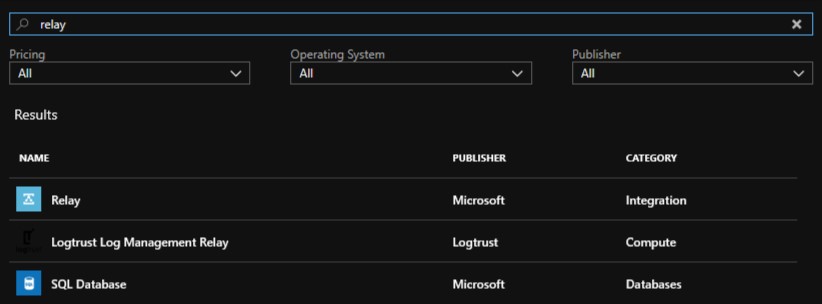 relay
Pricing Operating System Publisher
All All All
Results
NAME PUBLISHER CATEGORY
Relay Microsoft Integration
Logtrust Log Management Relay Logtrust Compute
SQL Database Microsoft Databases